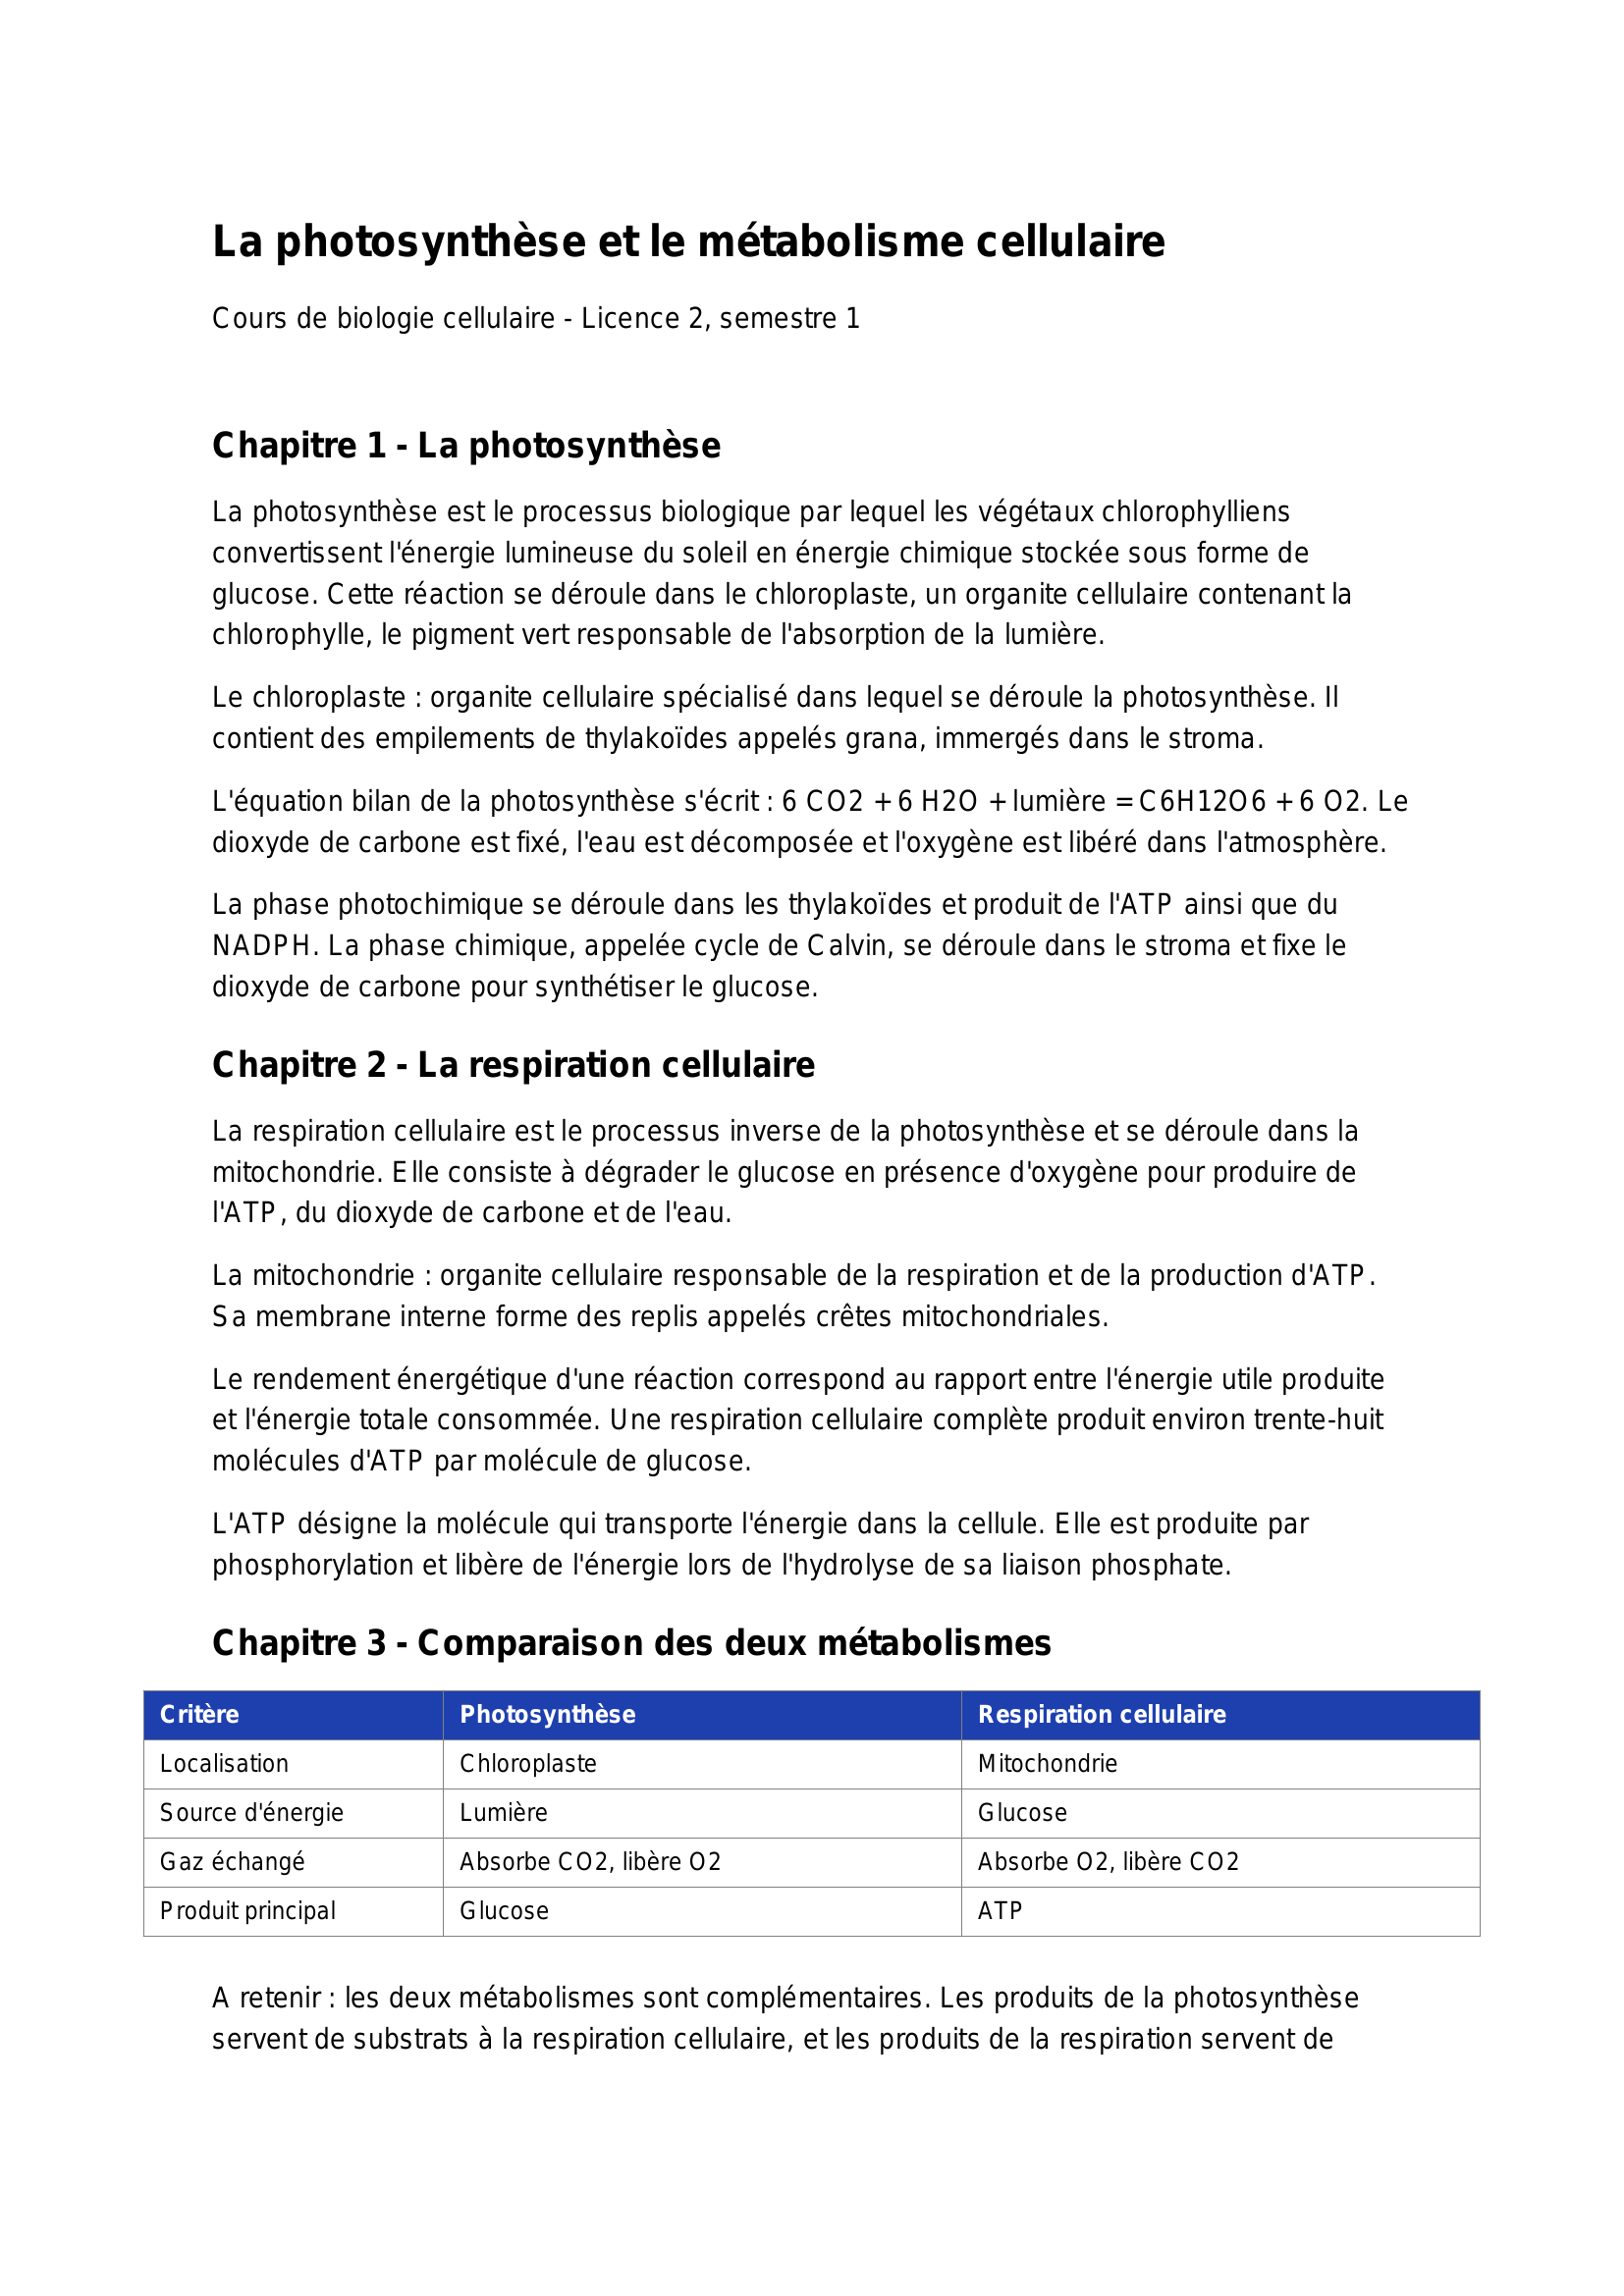 La photosynthèse et le métabolisme cellulaire
Cours de biologie cellulaire - Licence 2, semestre 1
Chapitre 1 - La photosynthèse
La photosynthèse est le processus biologique par lequel les végétaux chlorophylliens
convertissent l'énergie lumineuse du soleil en énergie chimique stockée sous forme de
glucose. Cette réaction se déroule dans le chloroplaste, un organite cellulaire contenant la
chlorophylle, le pigment vert responsable de l'absorption de la lumière.
Le chloroplaste : organite cellulaire spécialisé dans lequel se déroule la photosynthèse. Il
contient des empilements de thylakoïdes appelés grana, immergés dans le stroma.
L'équation bilan de la photosynthèse s'écrit : 6 CO2 + 6 H2O + lumière = C6H12O6 + 6 O2. Le
dioxyde de carbone est fixé, l'eau est décomposée et l'oxygène est libéré dans l'atmosphère.
La phase photochimique se déroule dans les thylakoïdes et produit de l'ATP ainsi que du
NADPH. La phase chimique, appelée cycle de Calvin, se déroule dans le stroma et fixe le
dioxyde de carbone pour synthétiser le glucose.
Chapitre 2 - La respiration cellulaire
La respiration cellulaire est le processus inverse de la photosynthèse et se déroule dans la
mitochondrie. Elle consiste à dégrader le glucose en présence d'oxygène pour produire de
l'ATP, du dioxyde de carbone et de l'eau.
La mitochondrie : organite cellulaire responsable de la respiration et de la production d'ATP.
Sa membrane interne forme des replis appelés crêtes mitochondriales.
Le rendement énergétique d'une réaction correspond au rapport entre l'énergie utile produite
et l'énergie totale consommée. Une respiration cellulaire complète produit environ trente-huit
molécules d'ATP par molécule de glucose.
L'ATP désigne la molécule qui transporte l'énergie dans la cellule. Elle est produite par
phosphorylation et libère de l'énergie lors de l'hydrolyse de sa liaison phosphate.
Chapitre 3 - Comparaison des deux métabolismes
Critère Photosynthèse Respiration cellulaire
Localisation Chloroplaste Mitochondrie
Source d'énergie Lumière Glucose
Gaz échangé Absorbe CO2, libère O2 Absorbe O2, libère CO2
Produit principal Glucose ATP
A retenir : les deux métabolismes sont complémentaires. Les produits de la photosynthèse
servent de substrats à la respiration cellulaire, et les produits de la respiration servent de